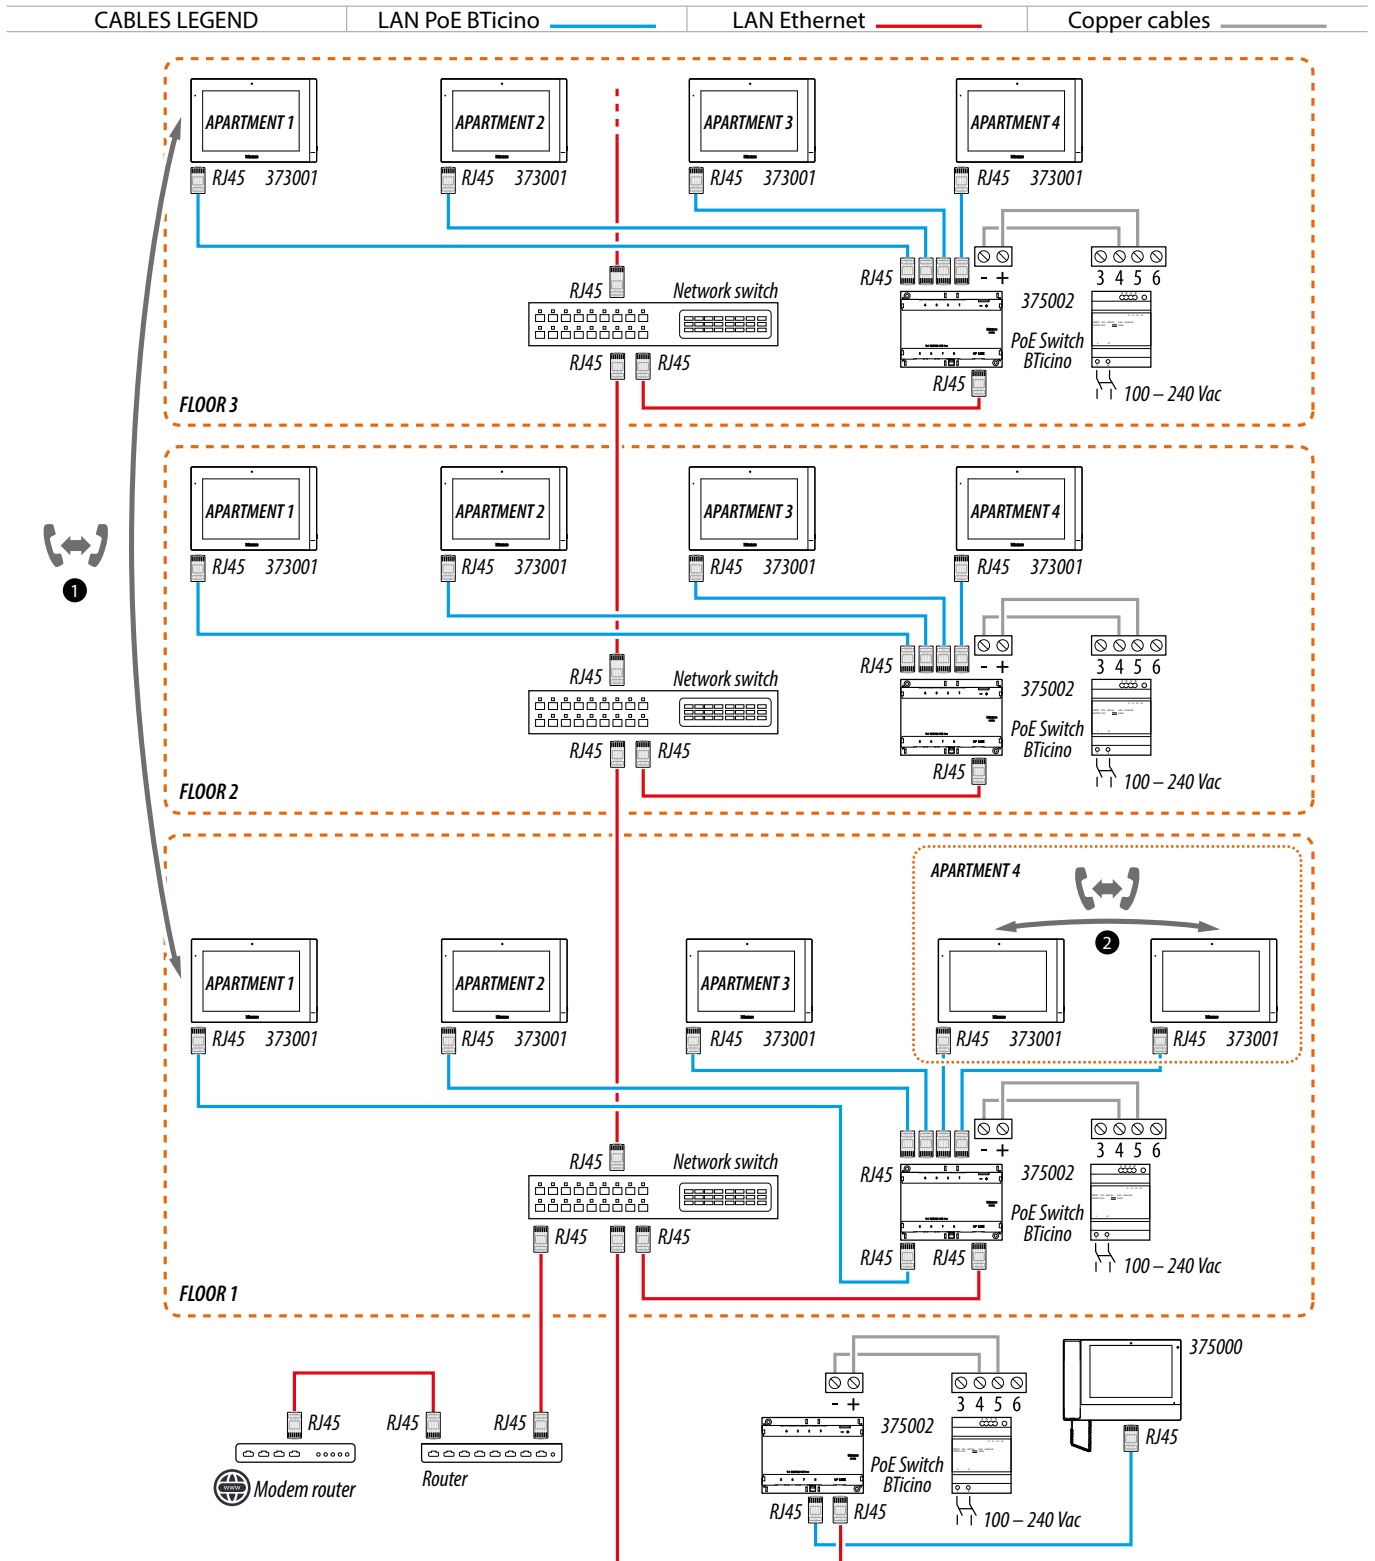 CABLES LEGEND LAN PoE BTicino LAN Ethernet Copper cables
APARTMENT 1 APARTMENT 2 APARTMENT 3 APARTMENT 4
RJ45 373001 RJ45 373001 RJ45 373001 RJ45 373001
- + 3 4 5 6
RJ45
RJ45 Network switch
375002
PoE Switch
BTicino
RJ45 RJ45
RJ45
100 – 240 Vac
FLOOR 3
APARTMENT 1 APARTMENT 2 APARTMENT 3 APARTMENT 4
RJ45 373001 RJ45 373001 RJ45 373001 RJ45 373001
1
- + 3 4 5 6
RJ45
RJ45 Network switch
375002
PoE Switch
BTicino
RJ45 RJ45
RJ45
100 – 240 Vac
FLOOR 2
APARTMENT 4
2
APARTMENT 1 APARTMENT 2 APARTMENT 3
RJ45 373001 RJ45 373001 RJ45 373001 RJ45 373001 RJ45 373001
- + 3 4 5 6
RJ45 Network switch
RJ45
375002
PoE Switch
BTicino
RJ45 RJ45
RJ45 RJ45
100 – 240 Vac
FLOOR 1
375000
- + 3 4 5 6
RJ45 RJ45 RJ45
375002
RJ45
PoE Switch
BTicino
Router
www Modem router
RJ45 RJ45
100 – 240 Vac